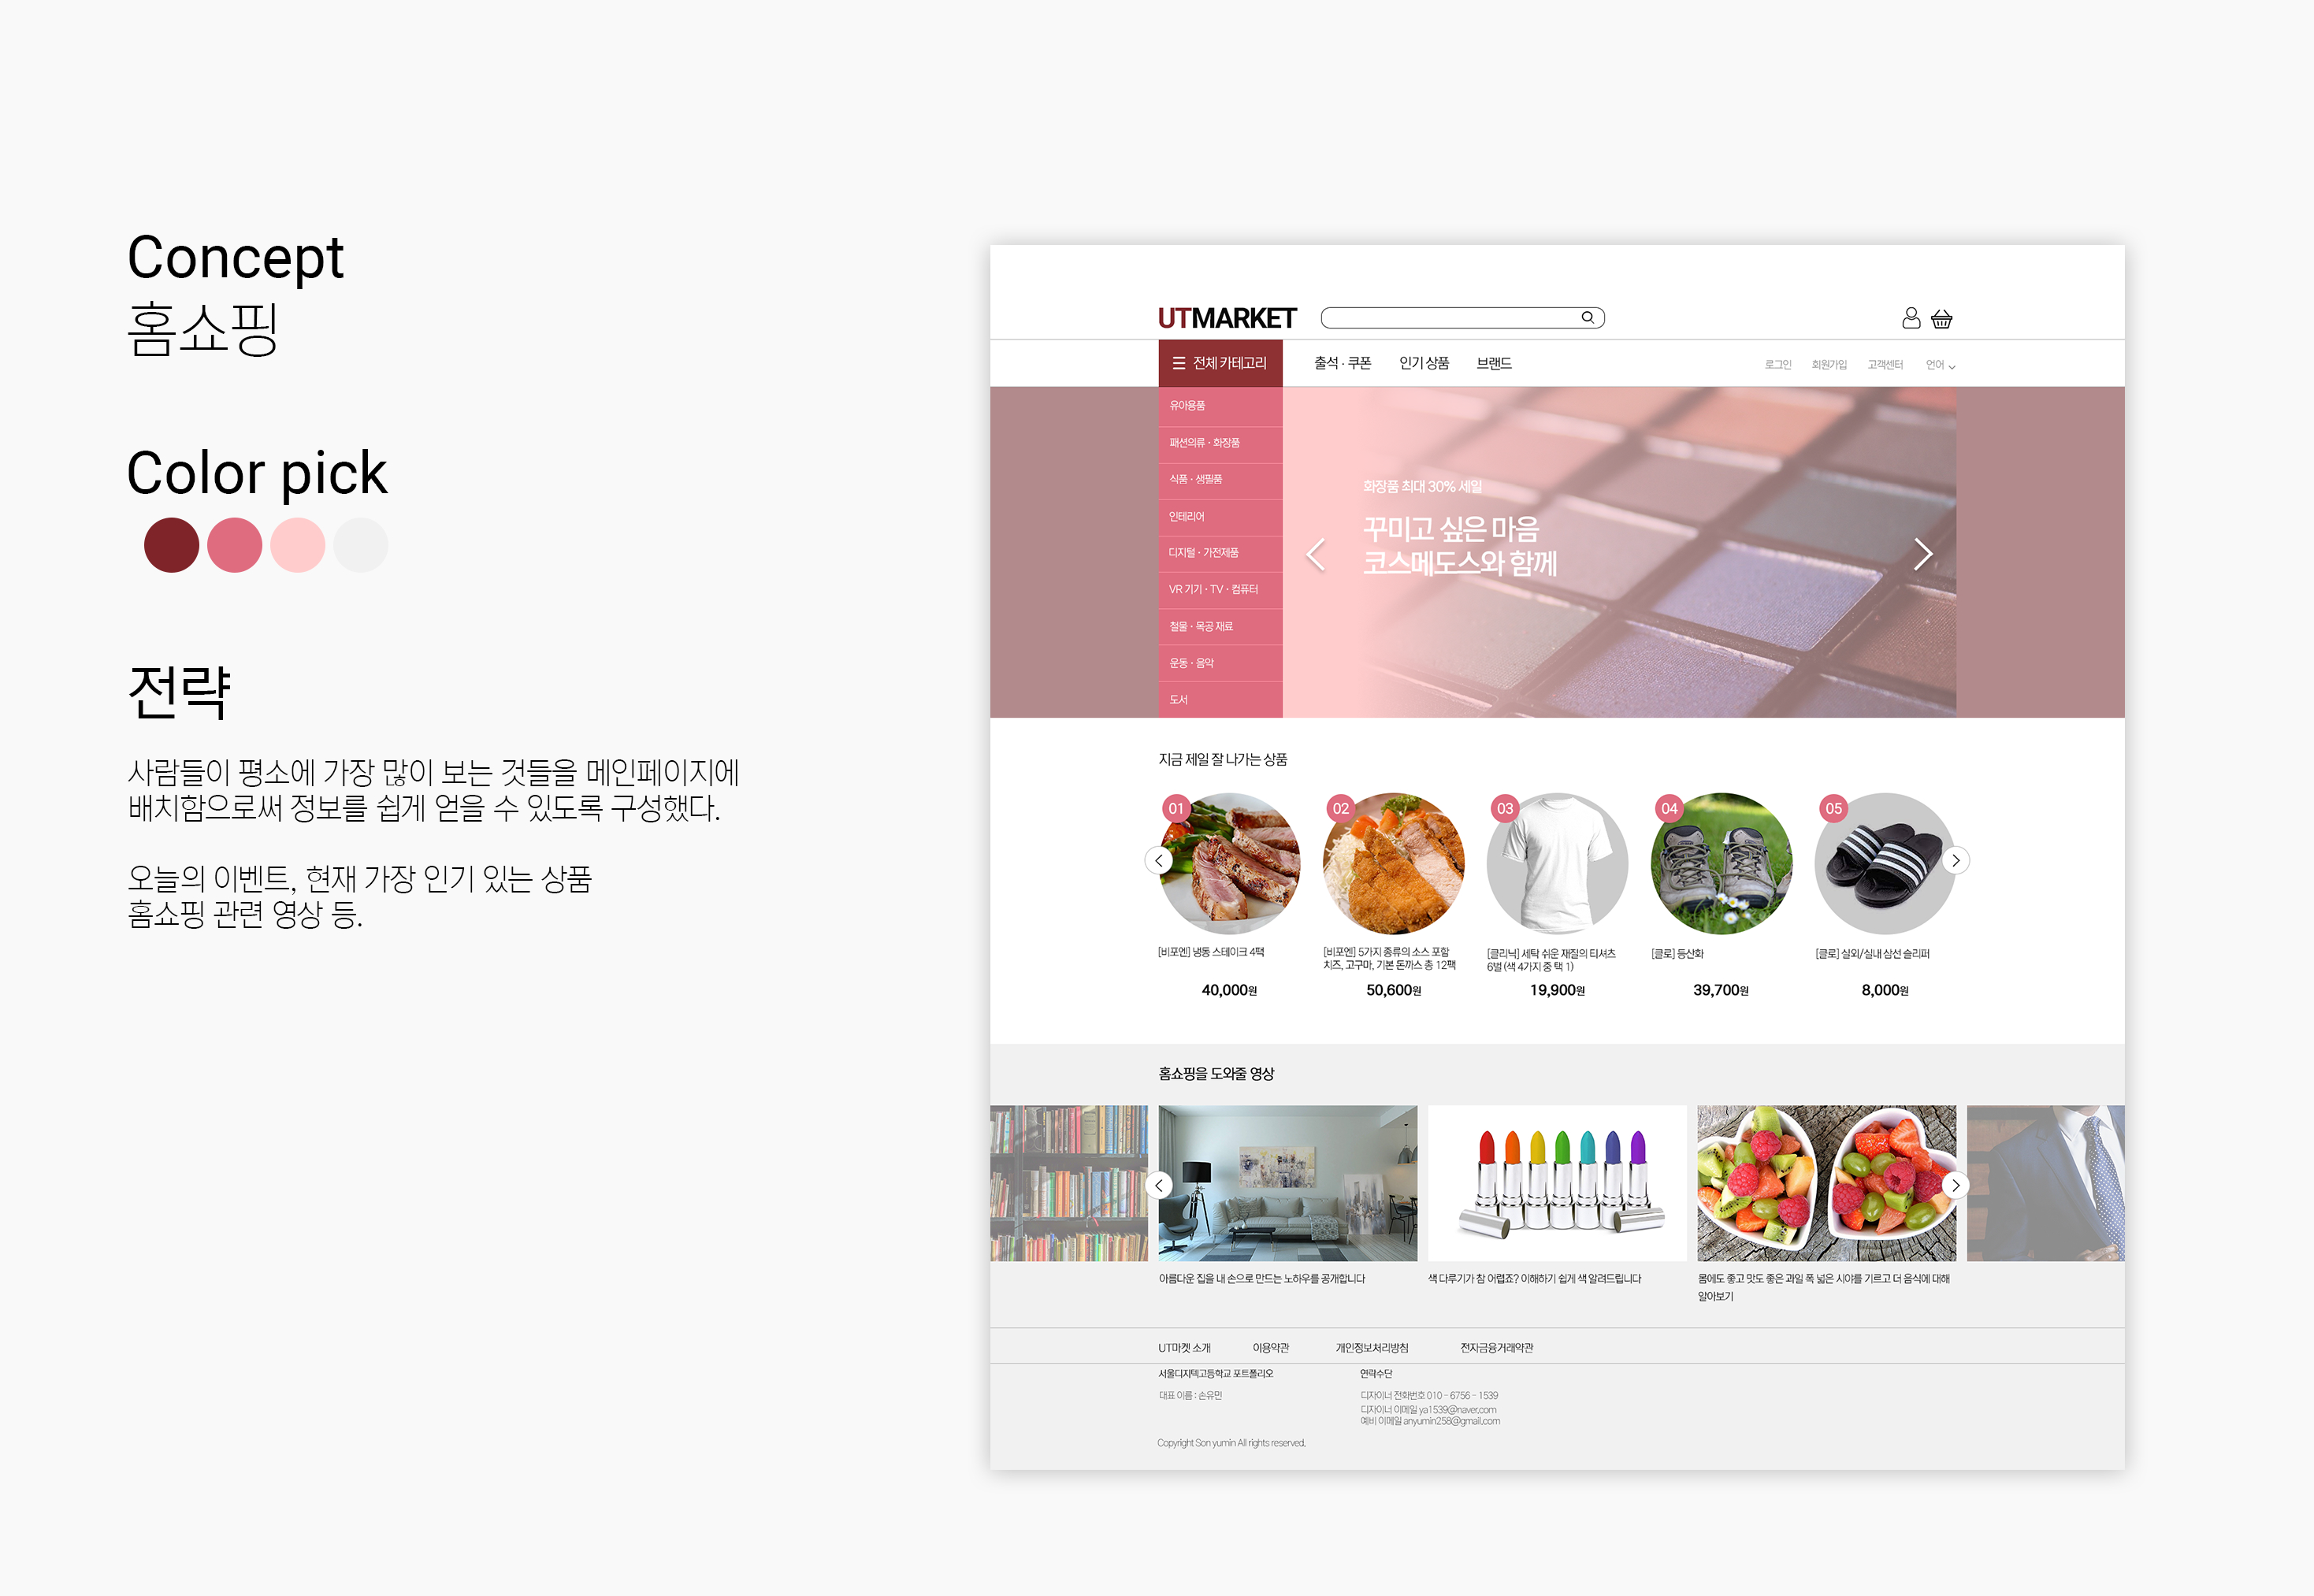 Concept
홈쇼핑
Color pick
전략
사람들이 평소에 가장 많이 보는 것들을 메인페이지에
배치함으로써 정보를 쉽게 얻을 수 있도록 구성했다.
오늘의 이벤트, 현재 가장 인기 있는 상품
홈쇼핑 관련 영상 등.
UTMARKET
전체 카테고리
출석 · 쿠폰
인기 상품
브랜드
로그인
회원가입
고객센터
언어
유아용품
패션의류 · 화장품
식품 · 생필품
인테리어
디지털 · 가전제품
VR 기기 · TV · 컴퓨터
철물 · 목공 재료
운동 · 음악
도서
화장품 최대 30% 세일
꾸미고 싶은 마음
코스메도스와 함께
지금 제일 잘 나가는 상품
01
02
03
04
05
[비포엔] 냉동 스테이크 4팩
40,000원
[비포엔] 5가지 종류의 소스 포함
치즈, 고구마, 기본 돈까스 총 12팩
50,600원
[클리닉] 세탁 쉬운 재질의 티셔츠
6벌 (색 4가지 중 택 1)
19,900원
[클로] 등산화
39,700원
[클로] 실외/실내 삼선 슬리퍼
8,000원
홈쇼핑을 도와줄 영상
아름다운 집을 내 손으로 만드는 노하우를 공개합니다
색 다루기가 참 어렵죠? 이해하기 쉽게 색 알려드립니다
몸에도 좋고 맛도 좋은 과일 폭 넓은 시야를 기르고 더 음식에 대해
알아보기
UT마켓 소개
이용약관
개인정보처리방침
전자금융거래약관
서울디지텍고등학교 포트폴리오
대표 이름 : 손유민
연락수단
디자이너 전화번호 010 - 6756 - 1539
디자이너 이메일 ya1539@naver.com
예비 이메일 anyumin258@gmail.com
Copyright Son yumin All rights reserved.